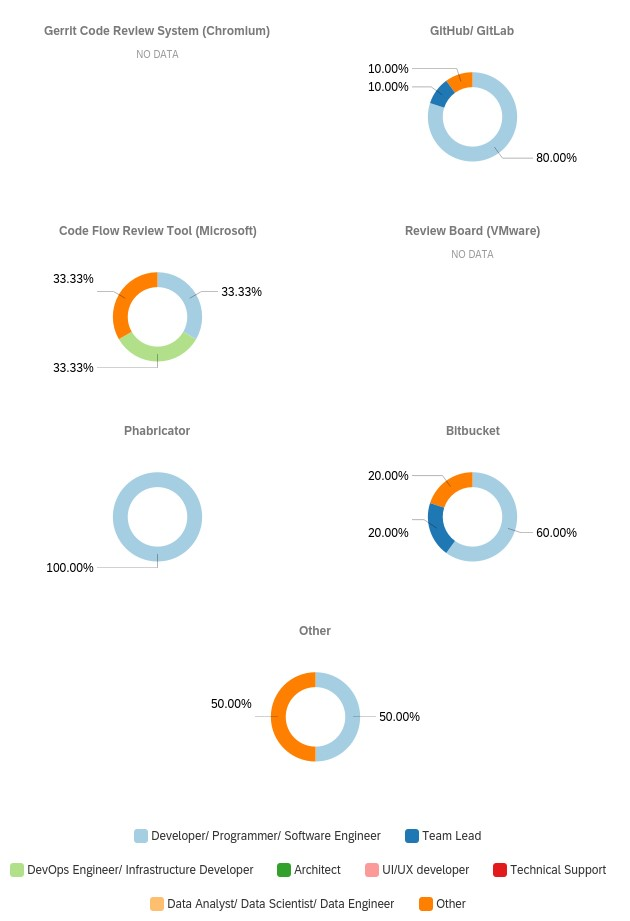 Gerrit Code Review System (Chromium)
NO DATA
GitHub/ GitLab
10.00%
10.00%
80.00%
Code Flow Review Tool (Microsoft)
33.33%
33.33%
33.33%
Review Board (VMware)
NO DATA
Phabricator
100.00%
Bitbucket
20.00%
20.00%
60.00%
Other
50.00%
50.00%
Developer/ Programmer/ Software Engineer
Team Lead
DevOps Engineer/ Infrastructure Developer
Architect
UI/UX developer
Technical Support
Data Analyst/ Data Scientist/ Data Engineer
Other